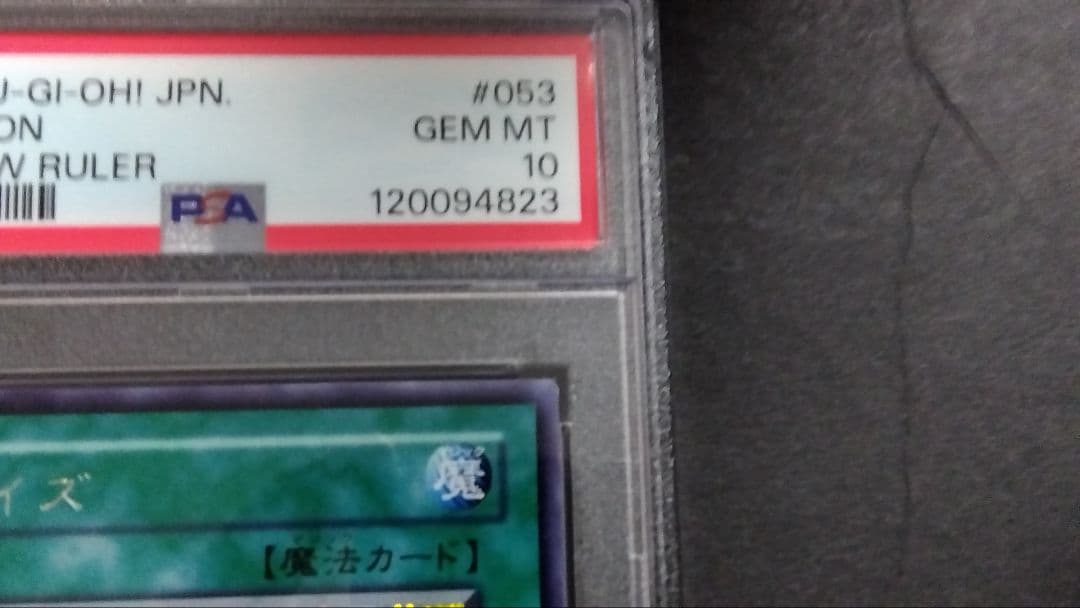 U-GI-OH! JPN. #053
ON GEM MT
W RULER 10
PSA 120094823
イズ 魔
【魔法カード】